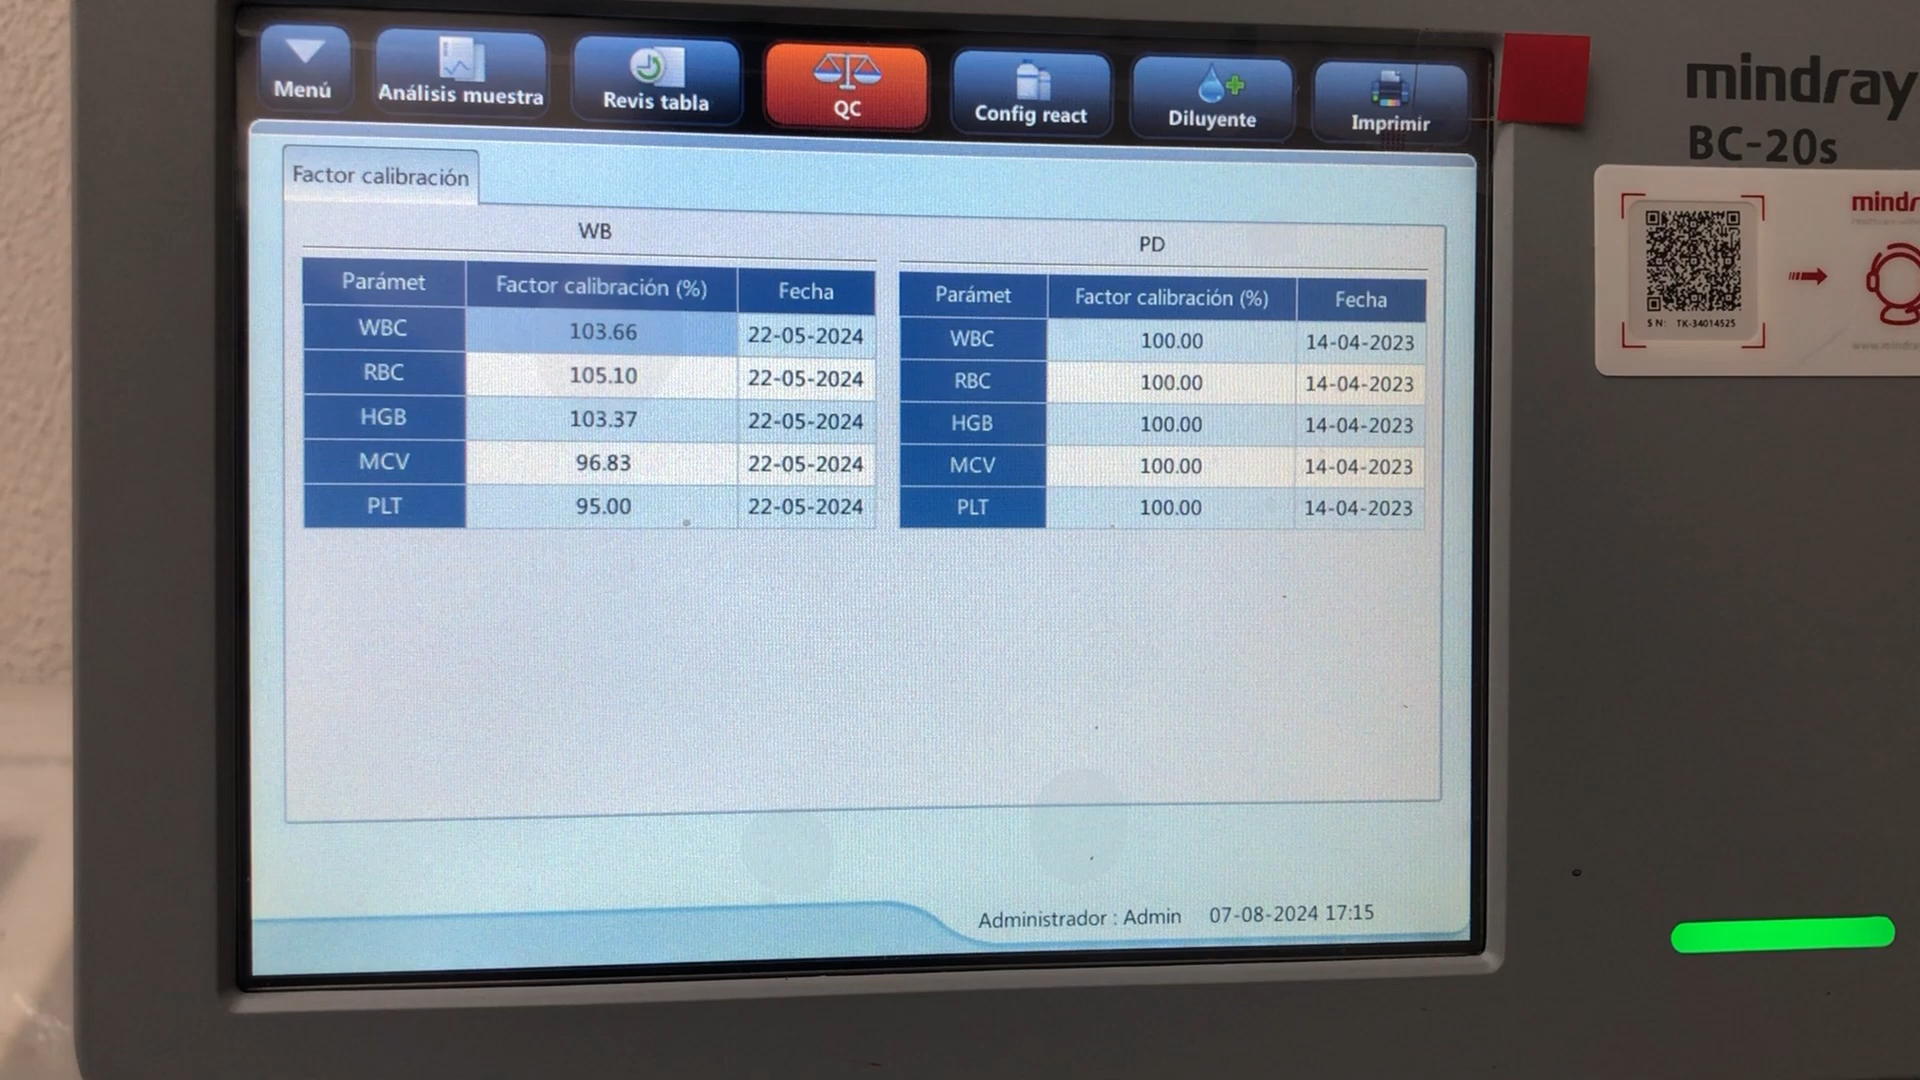 Menú
Análisis muestra
Revis tabla
QC
Config react
Diluyente
Imprimir
mindray
BC-20s
Factor calibración
WB
Parámet Factor calibración (%) Fecha
WBC 103.66 22-05-2024
RBC 105.10 22-05-2024
HGB 103.37 22-05-2024
MCV 96.83 22-05-2024
PLT 95.00 22-05-2024
PD
Parámet Factor calibración (%) Fecha
WBC 100.00 14-04-2023
RBC 100.00 14-04-2023
HGB 100.00 14-04-2023
MCV 100.00 14-04-2023
PLT 100.00 14-04-2023
Administrador : Admin 07-08-2024 17:15
mindr
SN: TK-34014525